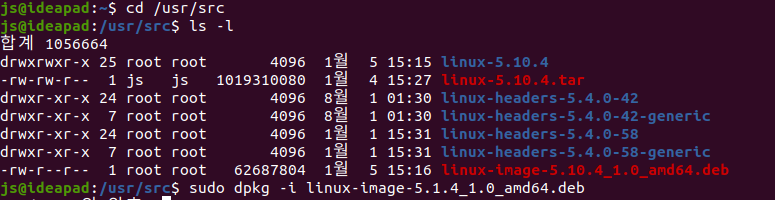 js@ideapad:~$ cd /usr/src
js@ideapad:/usr/src$ ls -l
합계 1056664
drwxrwxr-x 25 root root 4096 1월 5 15:15 linux-5.10.4
-rw-rw-r-- 1 js js 1019310080 1월 4 15:27 linux-5.10.4.tar
drwxr-xr-x 24 root root 4096 8월 1 01:30 linux-headers-5.4.0-42
drwxr-xr-x 7 root root 4096 8월 1 01:30 linux-headers-5.4.0-42-generic
drwxr-xr-x 24 root root 4096 1월 1 15:31 linux-headers-5.4.0-58
drwxr-xr-x 7 root root 4096 1월 1 15:31 linux-headers-5.4.0-58-generic
-rw-r--r-- 1 root root 62687804 1월 5 15:16 linux-image-5.10.4_1.0_amd64.deb
js@ideapad:/usr/src$ sudo dpkg -i linux-image-5.1.4_1.0_amd64.deb